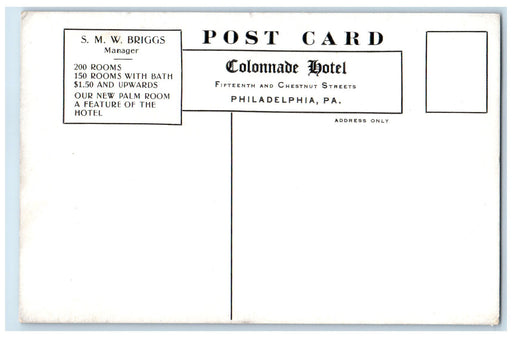 S. M. W. BRIGGS
Manager
200 ROOMS
150 ROOMS WITH BATH
$1.50 AND UPWARDS
OUR NEW PALM ROOM
A FEATURE OF THE
HOTEL
POST CARD
Colonnade Hotel
FIFTEENTH AND CHESTNUT STREETS
PHILADELPHIA, PA.
ADDRESS ONLY